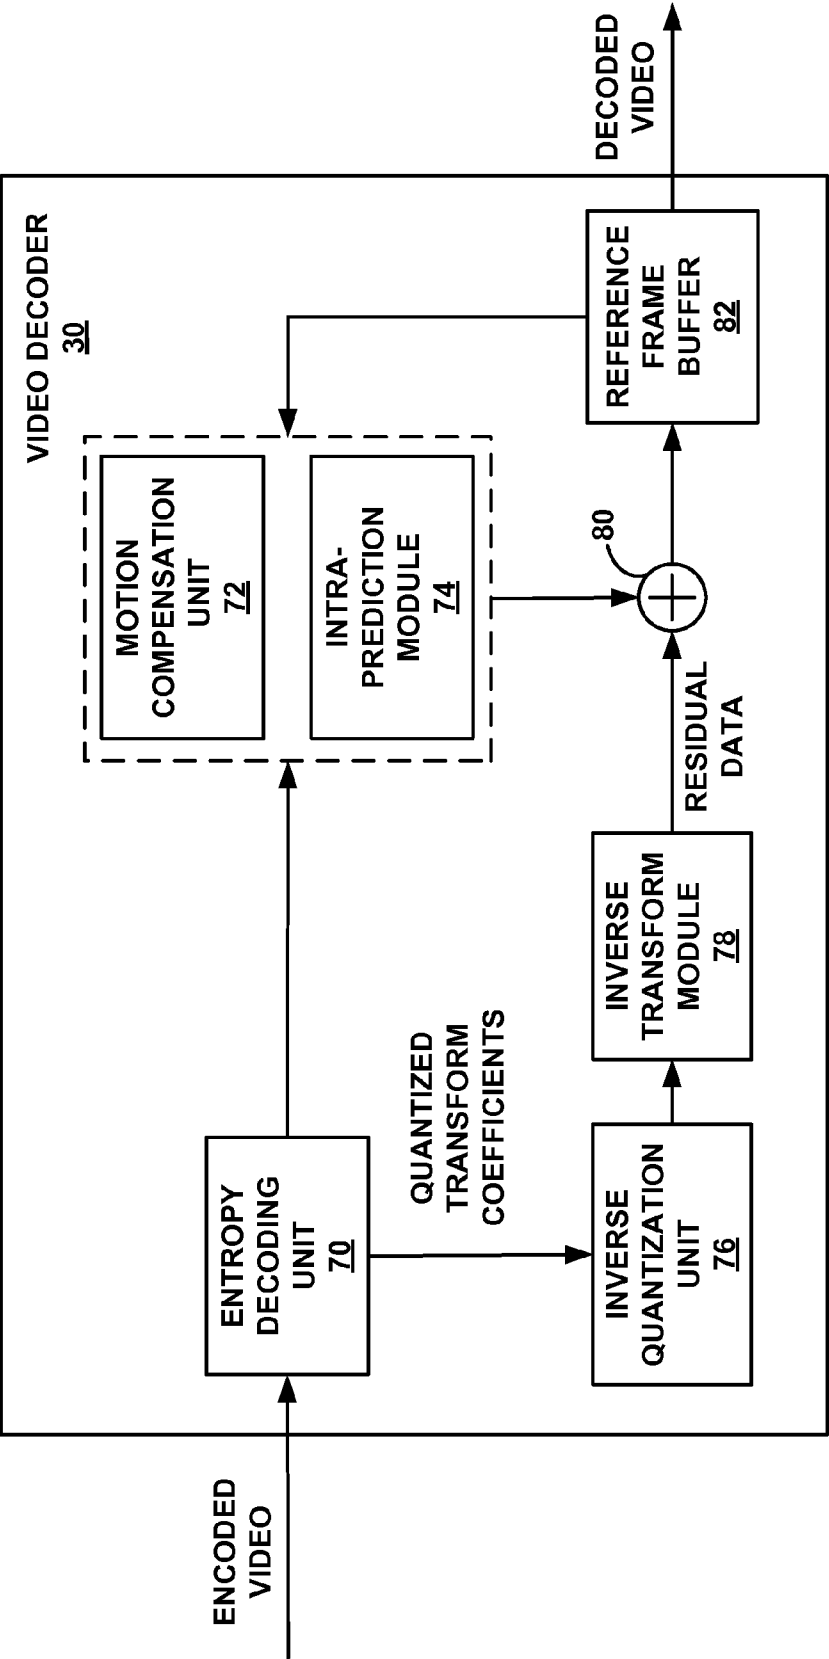 VIDEO DECODER
30
ENCODED
VIDEO
ENTROPY
DECODING
UNIT
70
QUANTIZED
TRANSFORM
COEFFICIENTS
MOTION
COMPENSATION
UNIT
72
INTRA-
PREDICTION
MODULE
74
INVERSE
QUANTIZATION
UNIT
76
INVERSE
TRANSFORM
MODULE
78
RESIDUAL
DATA
80
REFERENCE
FRAME
BUFFER
82
DECODED
VIDEO